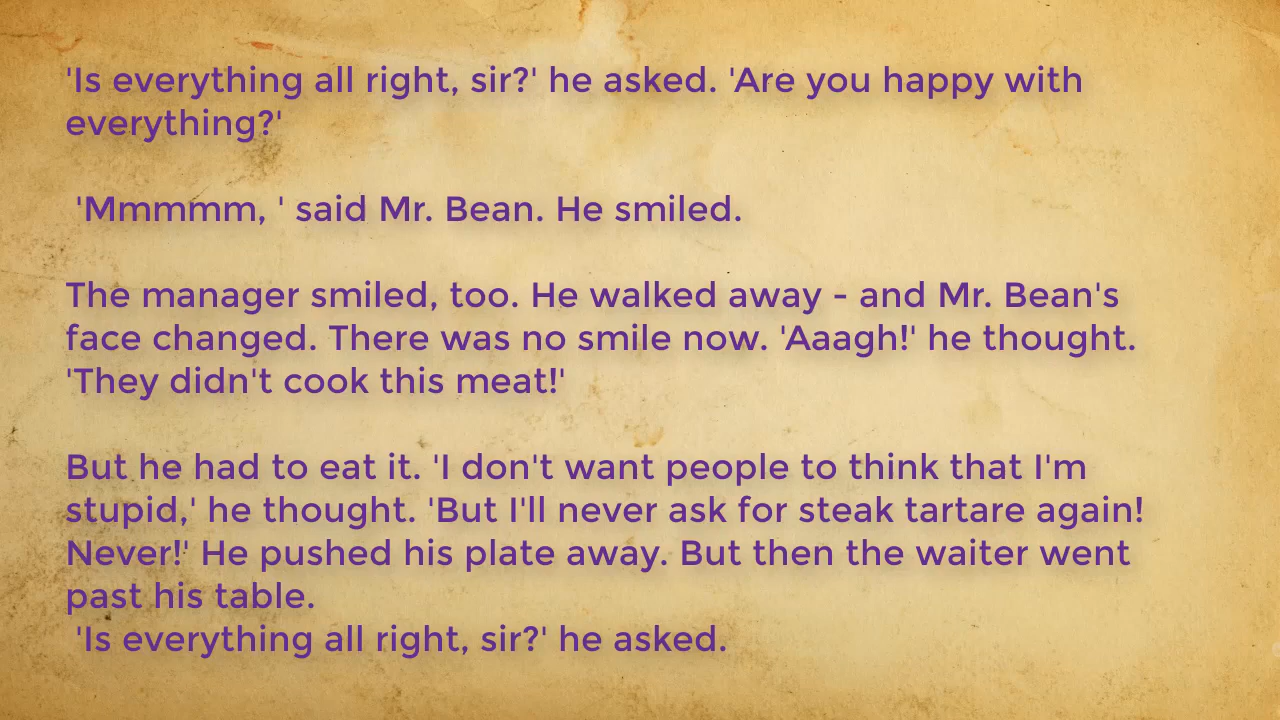 'Is everything all right, sir?' he asked. 'Are you happy with
everything?'
'Mmmmm, ' said Mr. Bean. He smiled.
The manager smiled, too. He walked away - and Mr. Bean's
face changed. There was no smile now. 'Aaagh!' he thought.
'They didn't cook this meat!'
But he had to eat it. 'I don't want people to think that I'm
stupid,' he thought. 'But I'll never ask for steak tartare again!
Never!' He pushed his plate away. But then the waiter went
past his table.
'Is everything all right, sir?' he asked.